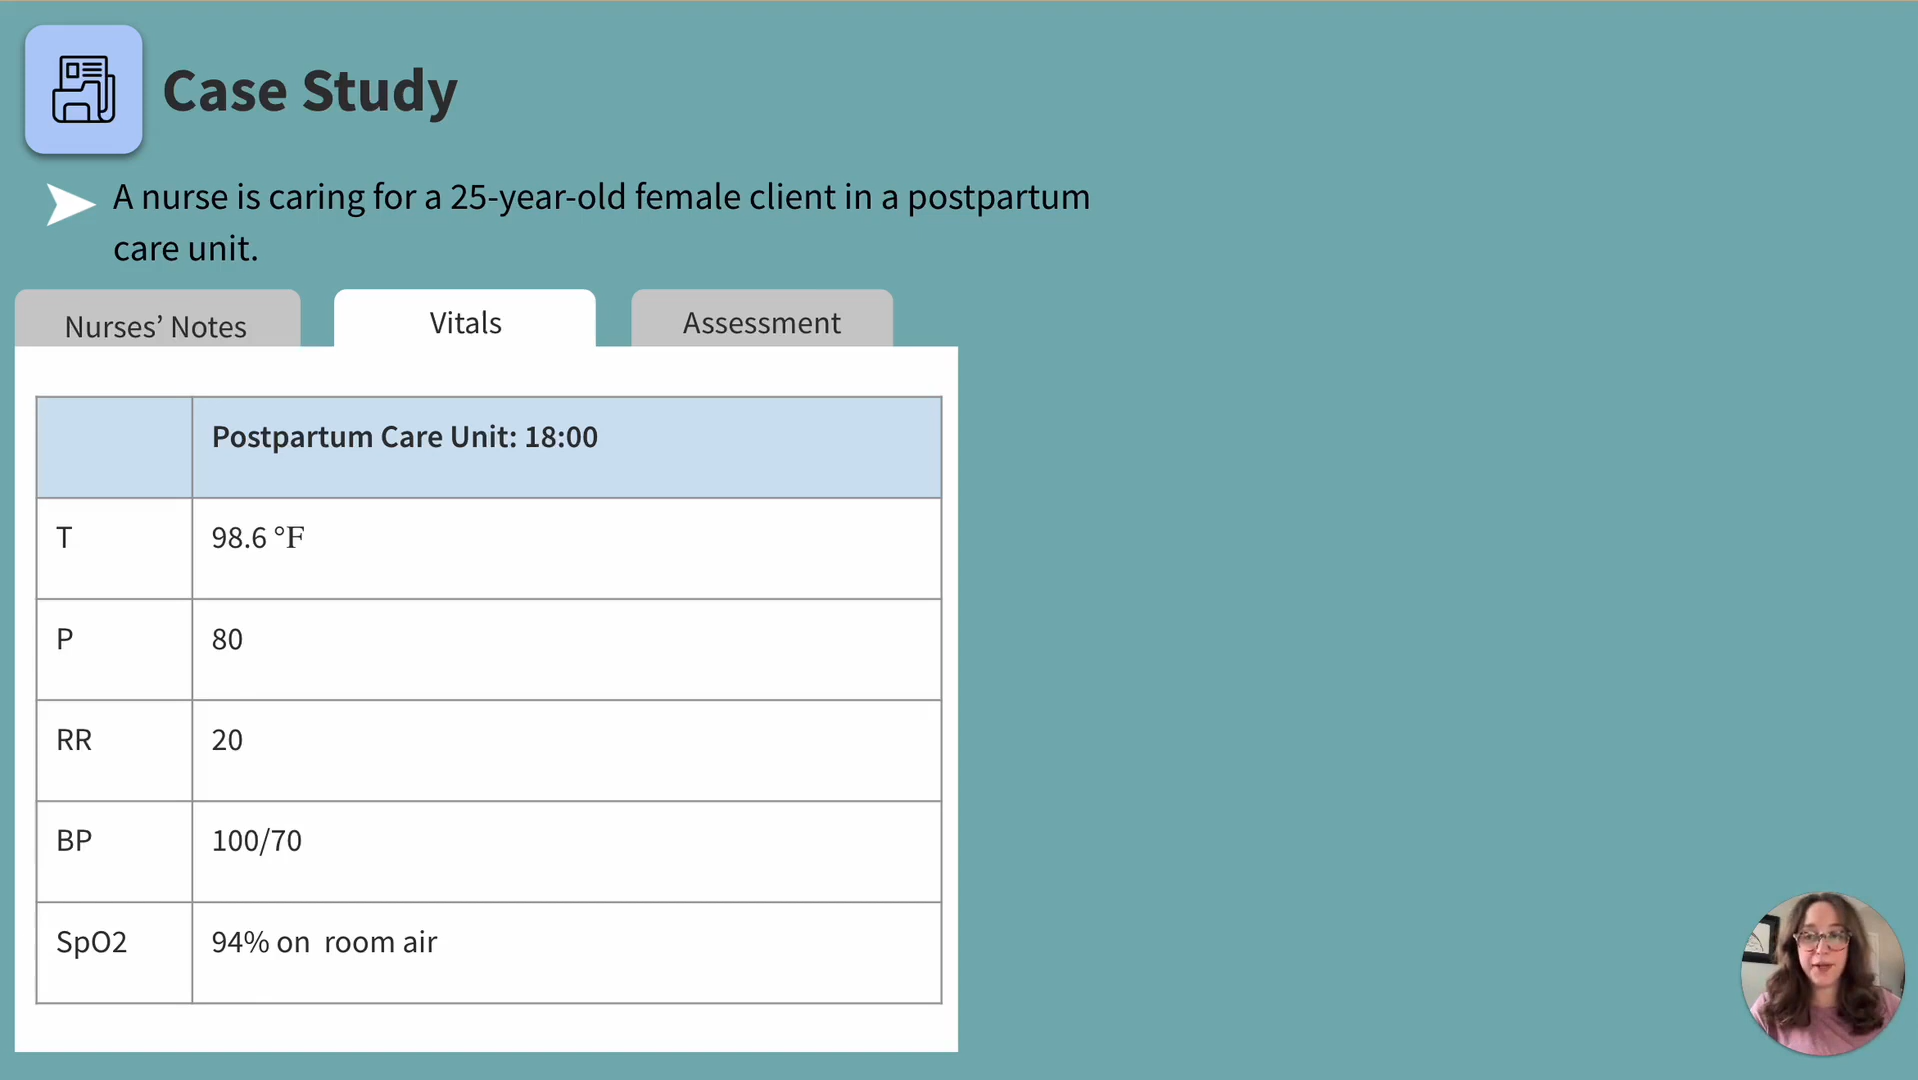 Case Study
A nurse is caring for a 25-year-old female client in a postpartum
care unit.
Nurses’ Notes
Vitals
Assessment
Postpartum Care Unit: 18:00
T 98.6 °F
P 80
RR 20
BP 100/70
SpO2 94% on room air